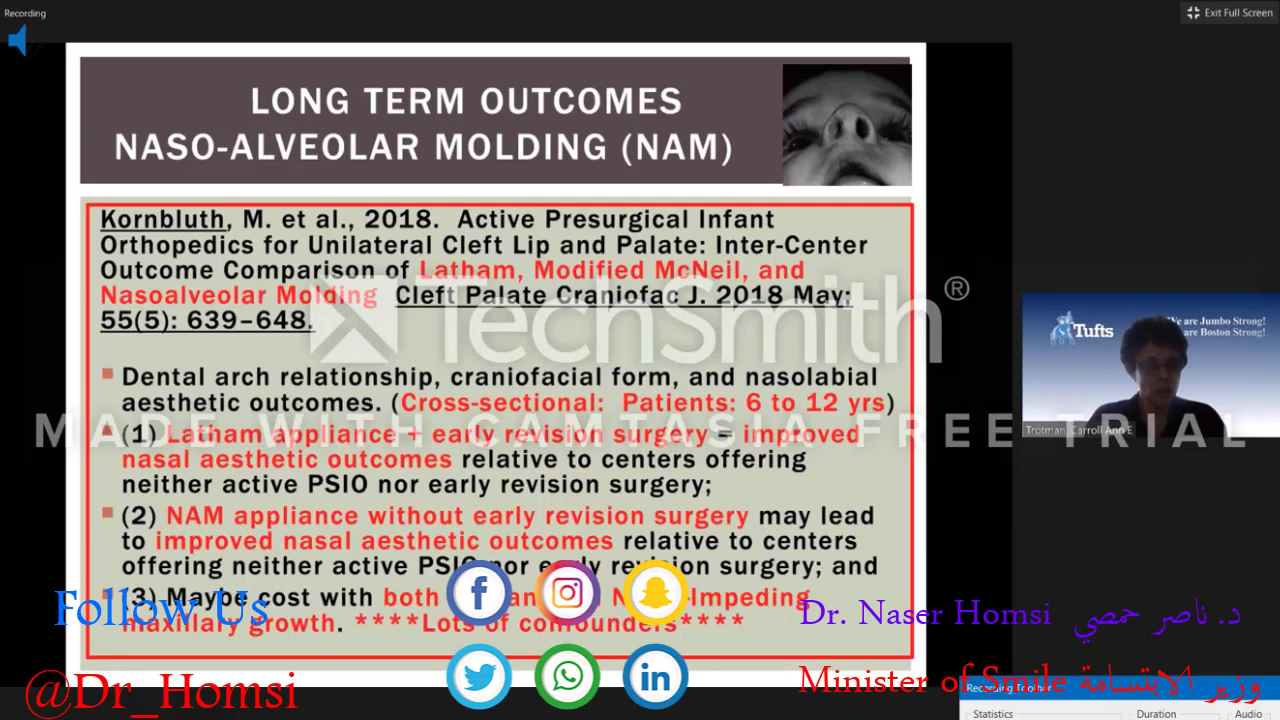 Recording
Exit Full Screen
LONG TERM OUTCOMES
NASO-ALVEOLAR MOLDING (NAM)
Kornbluth, M. et al., 2018. Active Presurgical Infant
Orthopedics for Unilateral Cleft Lip and Palate: Inter-Center
Outcome Comparison of Latham, Modified McNeil, and
Nasoalveolar Molding Cleft Palate Craniofac J. 2018 May;
55(5): 639–648.
TechSmith®
Dental arch relationship, craniofacial form, and nasolabial
aesthetic outcomes. (Cross-sectional: Patients: 6 to 12 yrs)
MADE WITH CAMTASIA FREE TRIAL
(1) Latham appliance + early revision surgery = improved
nasal aesthetic outcomes relative to centers offering
neither active PSIO nor early revision surgery;
(2) NAM appliance without early revision surgery may lead
to improved nasal aesthetic outcomes relative to centers
offering neither active PSIO nor early revision surgery; and
(3) Maybe cost with both Impeding
maxillary growth. ****Lots of confounders****
Tufts
We are Jumbo Strong!
are Boston Strong!
Trotman, Carroll Ann E
Follow Us
@Dr_Homsi
Dr. Naser Homsi د. ناصر حمصي
Minister of Smile وزير الابتسامة
Recording Toolbar
Statistics
Duration
Audio